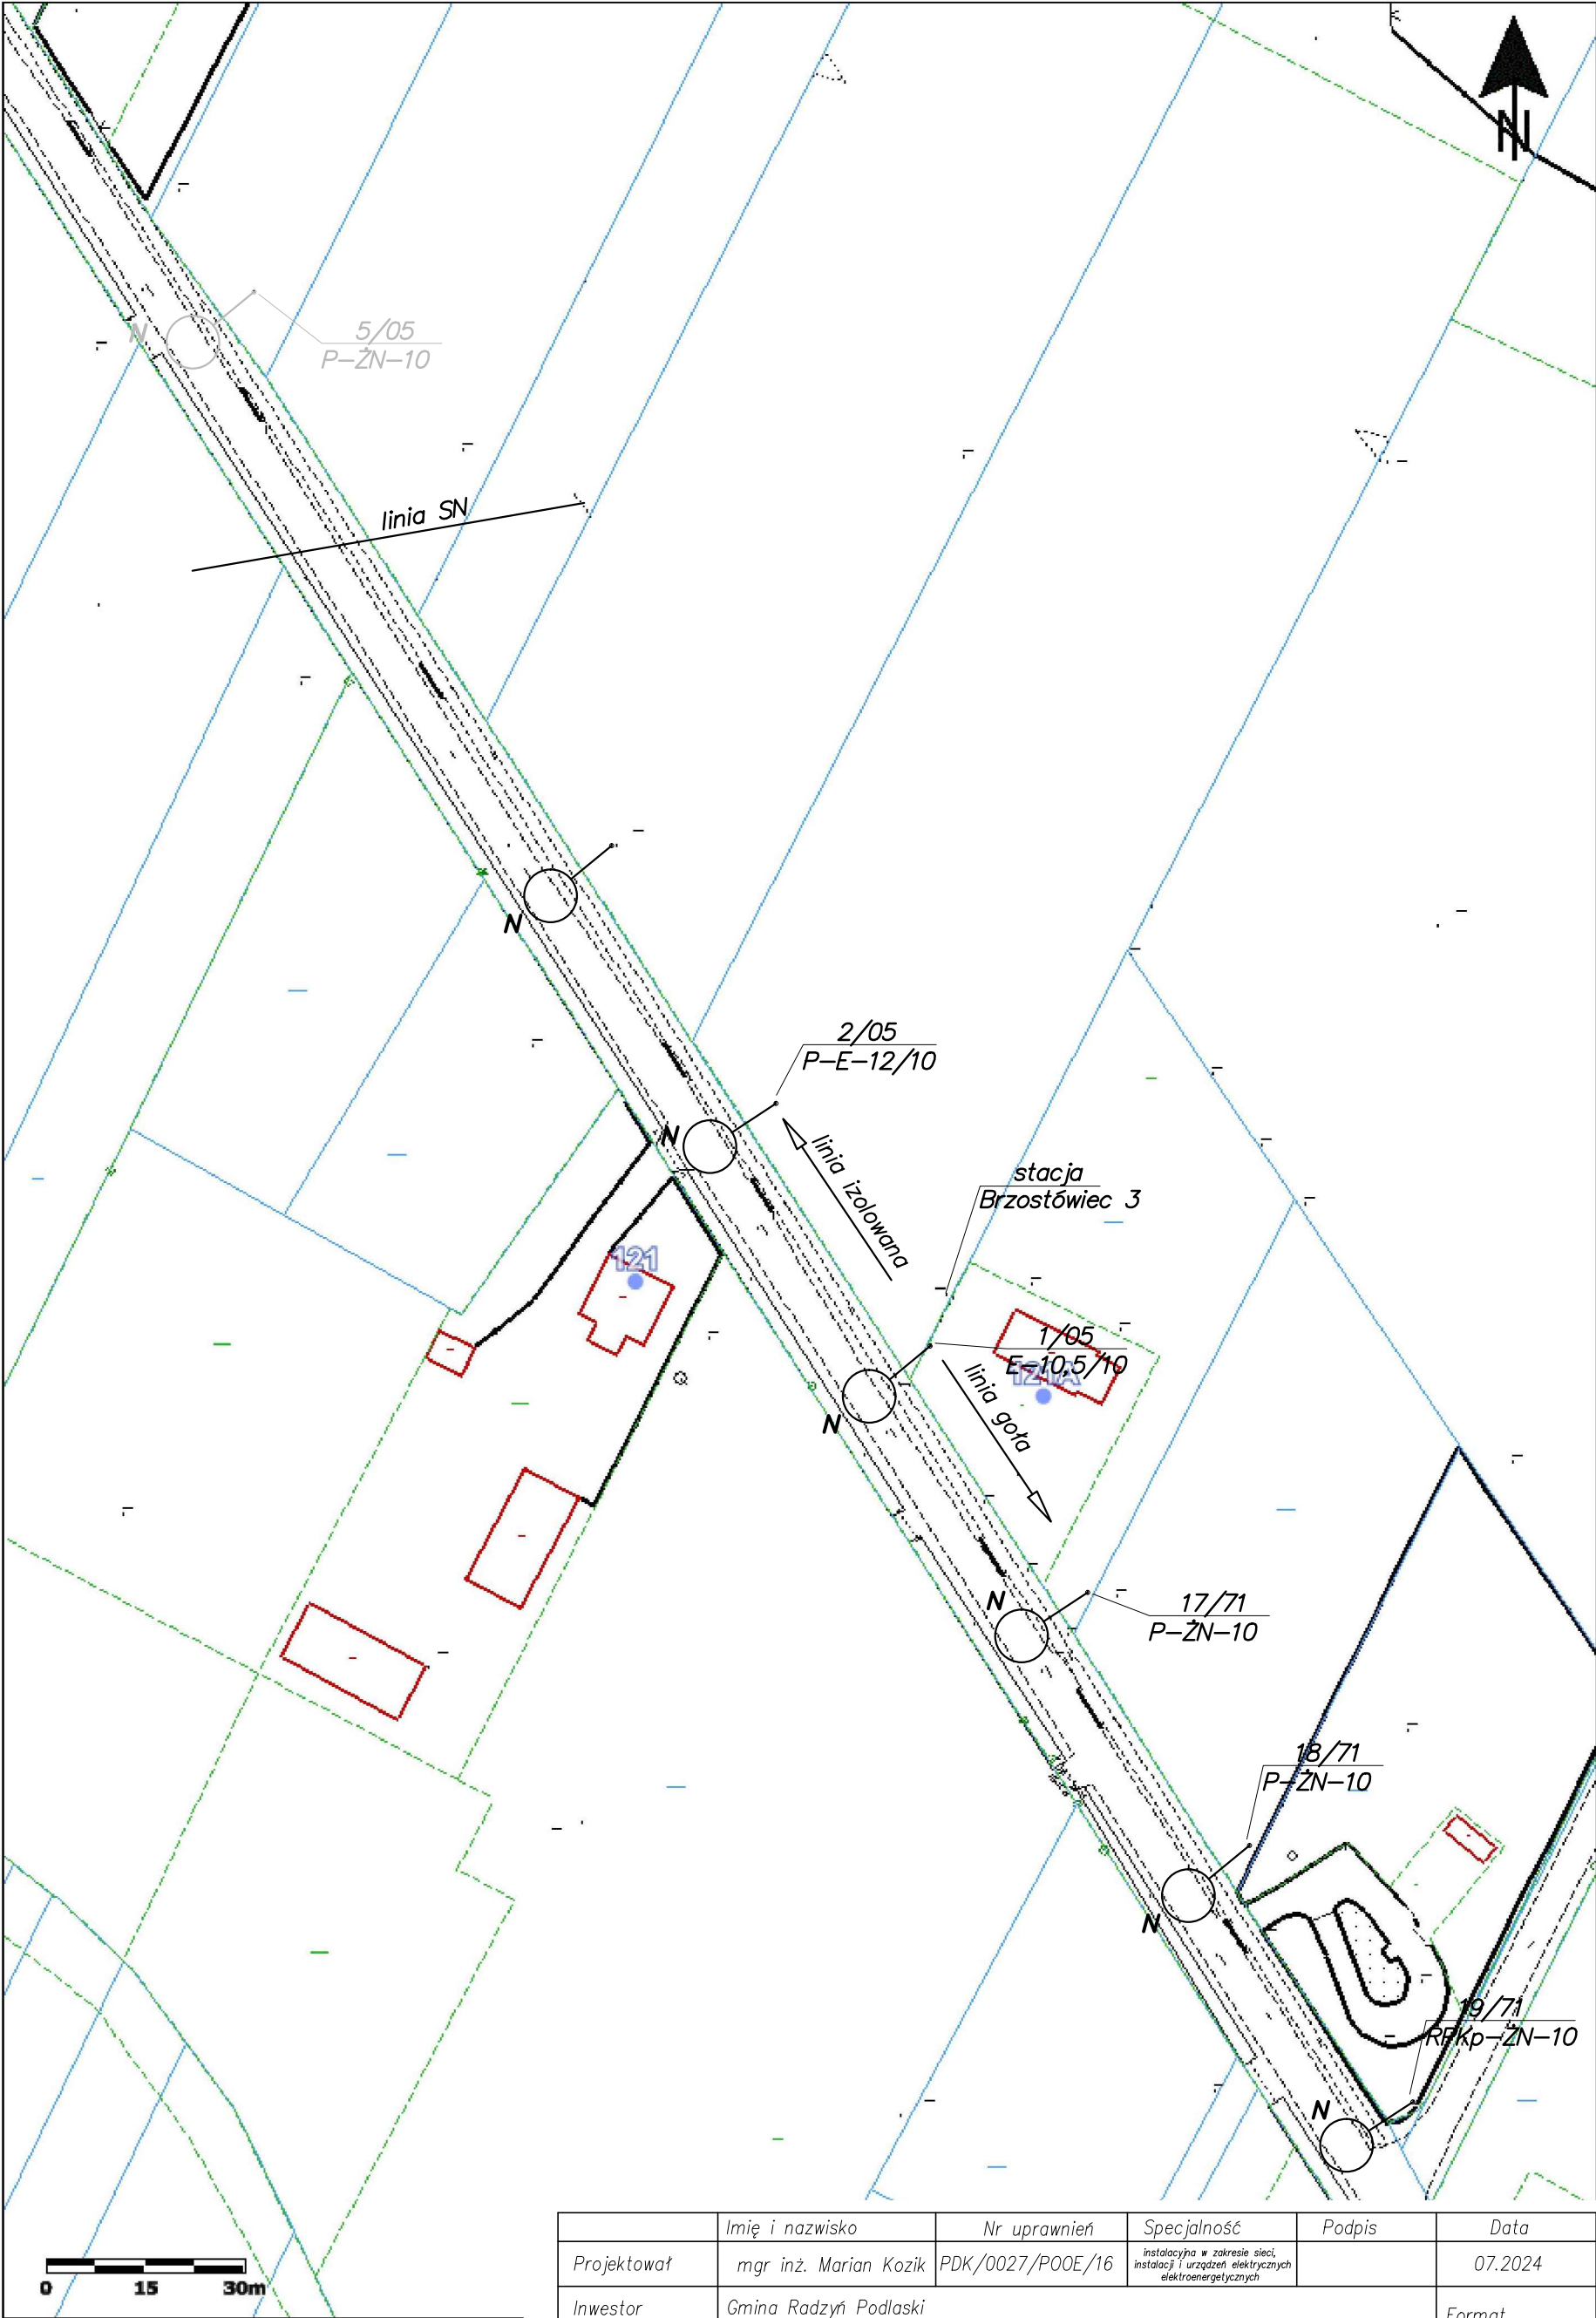 N
N
5/05
P-ŻN-10
linia SN
N
2/05
P-E-12/10
N
linia izolowana
stacja
Brzostówiec 3
121
1/05
E-10,5/10
121A
N
linia goła
N
17/71
P-ŻN-10
18/71
P-ŻN-10
N
19/71
RPKp-ŻN-10
N
Imię i nazwisko Nr uprawnień Specjalność Podpis Data
Projektował mgr inż. Marian Kozik PDK/0027/POOE/16 instalacyjna w zakresie sieci,
instalacji i urządzeń elektrycznych
elektroenergetycznych
07.2024
0 15 30m
Inwestor Gmina Radzyń Podlaski
Format